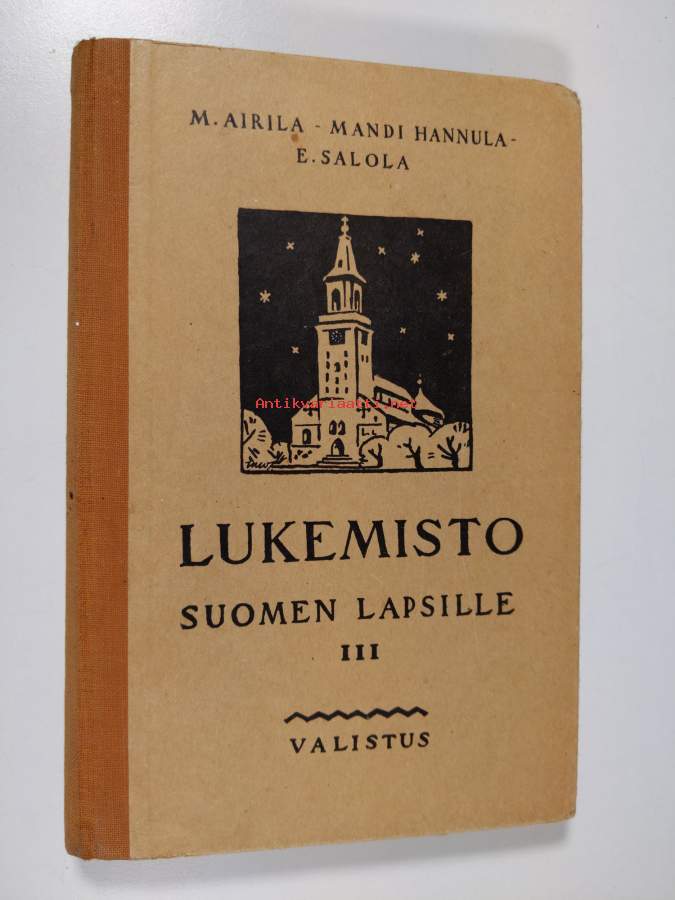 M. AIRILA - MANDI HANNULA -
E. SALOLA
Antikvariaatti.net
LUKEMISTO
SUOMEN LAPSILLE
III
VALISTUS